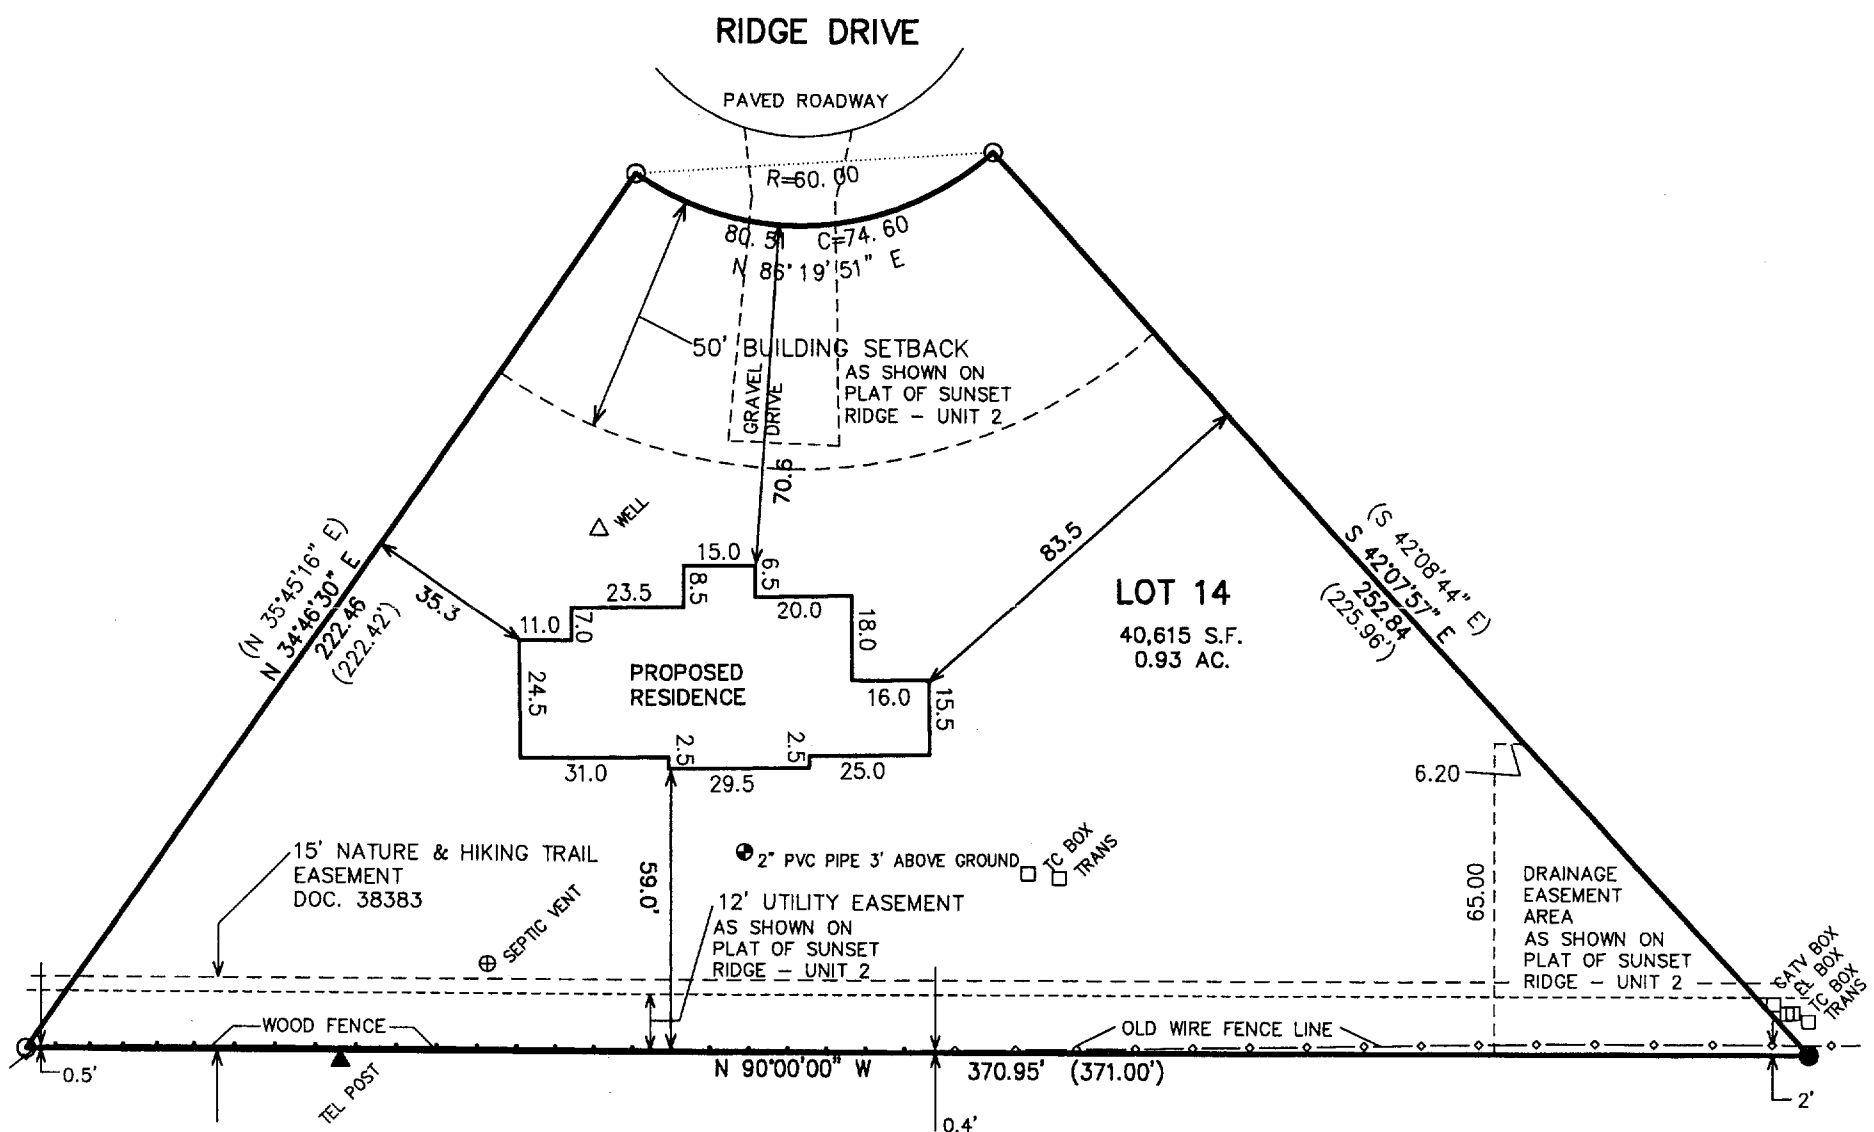 RIDGE DRIVE
PAVED ROADWAY
R=60.00
80.51 C=74.60
N 86°19'51" E
50' BUILDING SETBACK
AS SHOWN ON
PLAT OF SUNSET
RIDGE - UNIT 2
GRAVEL
DRIVE
70.6
WELL
83.5
35.3
(N 35°45'16" E)
N 34°46'30" E
222.46
(222.42')
(S 42°08'44" E)
S 42°07'57" E
252.84
(225.96')
LOT 14
40,615 S.F.
0.93 AC.
15.0
6.5
8.5
23.5
20.0
11.0
7.0
18.0
PROPOSED
RESIDENCE
24.5
16.0
15.5
2.5
2.5
31.0
29.5
25.0
6.20
15' NATURE & HIKING TRAIL
EASEMENT
DOC. 38383
59.0'
2" PVC PIPE 3' ABOVE GROUND
TC BOX
TRANS
SEPTIC VENT
12' UTILITY EASEMENT
AS SHOWN ON
PLAT OF SUNSET
RIDGE - UNIT 2
65.00
DRAINAGE
EASEMENT
AREA
AS SHOWN ON
PLAT OF SUNSET
RIDGE - UNIT 2
CATV BOX
EL BOX
TC BOX
TRANS
WOOD FENCE
OLD WIRE FENCE LINE
0.5'
TEL POST
N 90°00'00" W 370.95' (371.00')
0.4'
2'